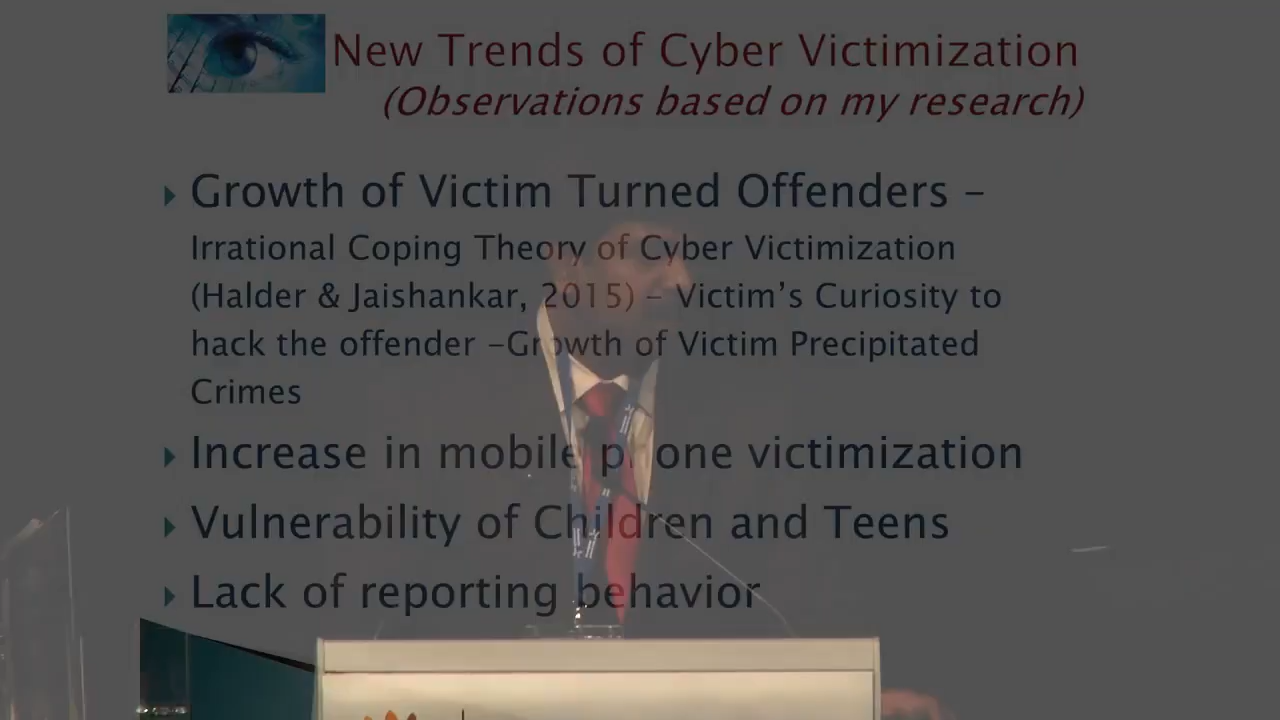 New Trends of Cyber Victimization
(Observations based on my research)
Growth of Victim Turned Offenders –
Irrational Coping Theory of Cyber Victimization
(Halder & Jaishankar, 2015) – Victim's Curiosity to
hack the offender –Growth of Victim Precipitated
Crimes
Increase in mobile phone victimization
Vulnerability of Children and Teens
Lack of reporting behavior